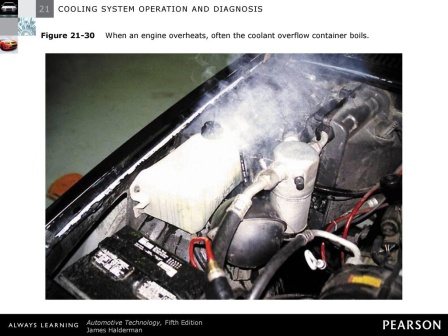 21 COOLING SYSTEM OPERATION AND DIAGNOSIS
Figure 21-30 When an engine overheats, often the coolant overflow container boils.
ALWAYS LEARNING
Automotive Technology, Fifth Edition
James Halderman
PEARSON